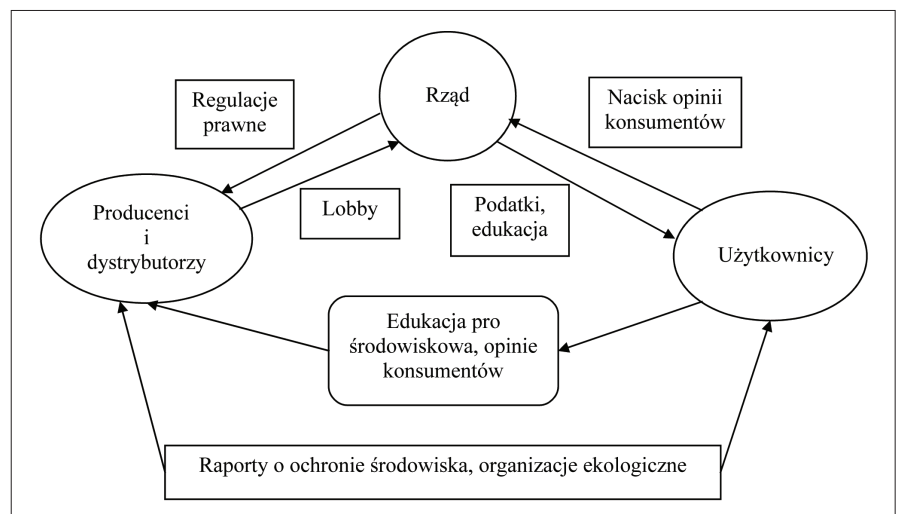 Rząd
Regulacje
prawne
Nacisk opinii
konsumentów
Producenci
i
dystrybutorzy
Lobby
Podatki,
edukacja
Użytkownicy
Edukacja pro
środowiskowa, opinie
konsumentów
Raporty o ochronie środowiska, organizacje ekologiczne